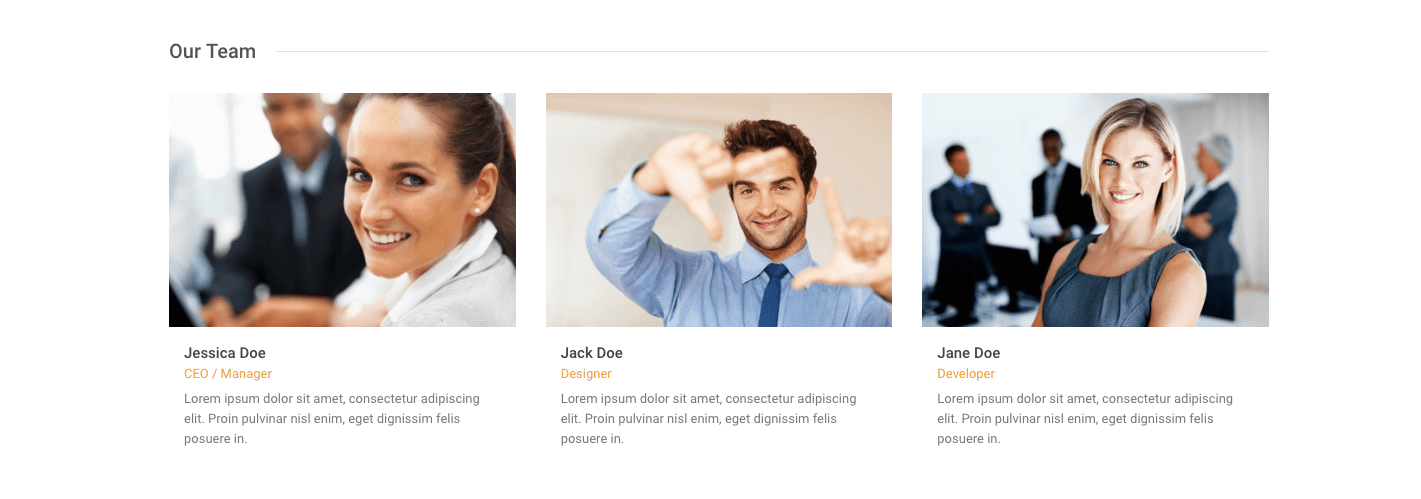 Our Team
Jessica Doe
CEO / Manager
Lorem ipsum dolor sit amet, consectetur adipiscing
elit. Proin pulvinar nisl enim, eget dignissim felis
posuere in.
Jack Doe
Designer
Lorem ipsum dolor sit amet, consectetur adipiscing
elit. Proin pulvinar nisl enim, eget dignissim felis
posuere in.
Jane Doe
Developer
Lorem ipsum dolor sit amet, consectetur adipiscing
elit. Proin pulvinar nisl enim, eget dignissim felis
posuere in.